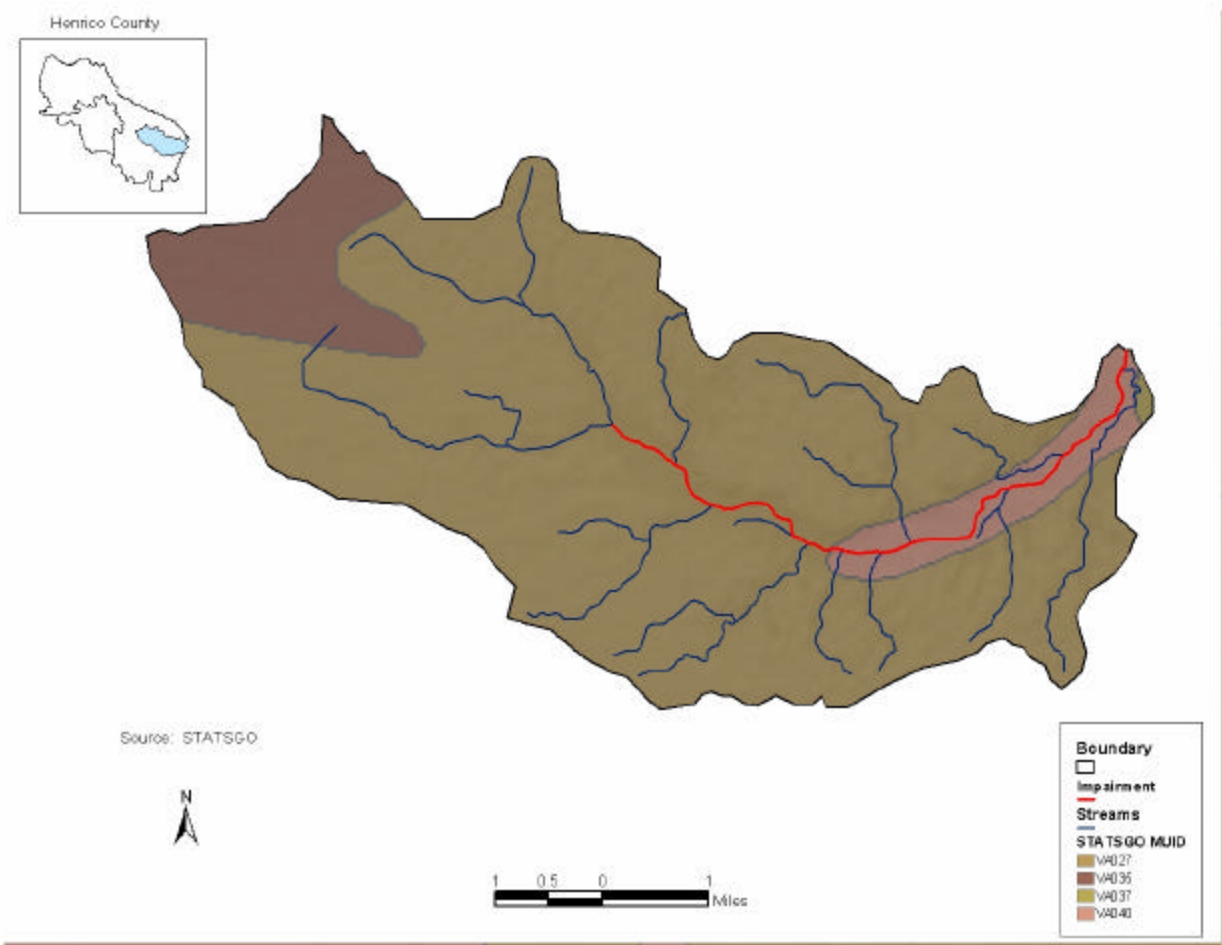 Henrico County
Source: STATSGO
N
1 0.5 0 1
Miles
Boundary
Impairment
Streams
STATSGO MUID
VA027
VA036
VA037
VA040